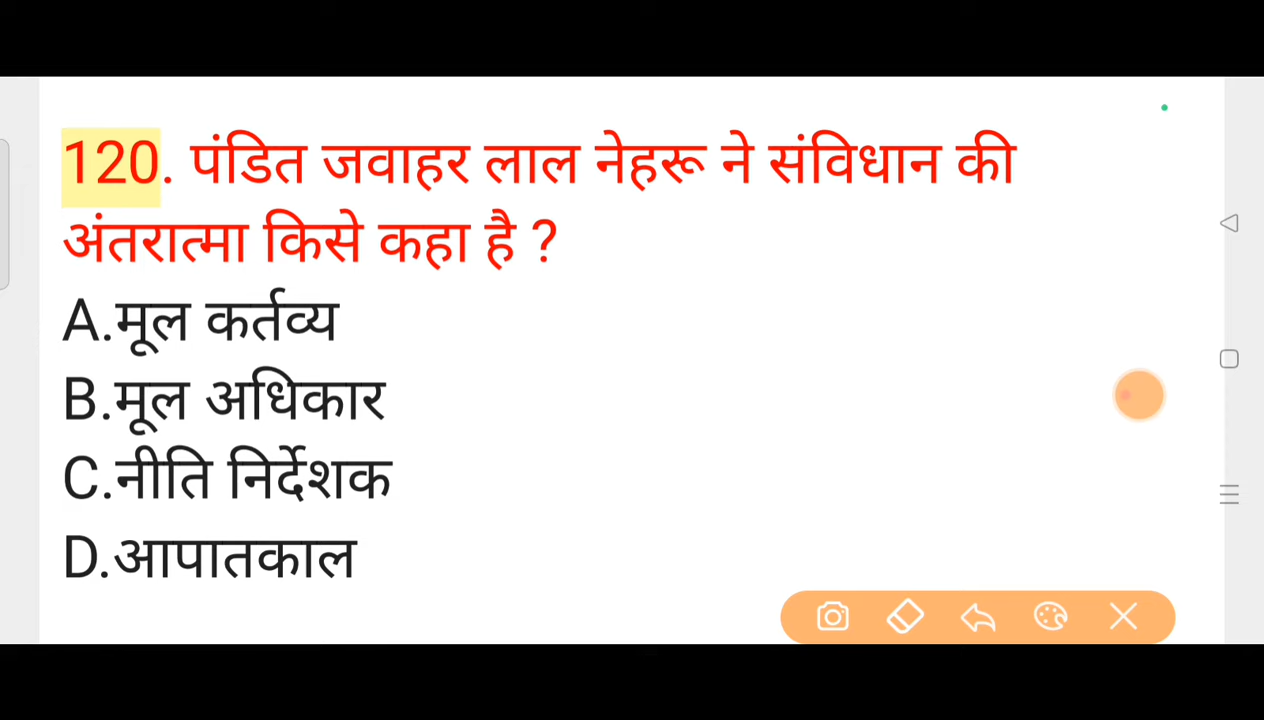 120. पंडित जवाहर लाल नेहरू ने संविधान की
अंतरात्मा किसे कहा है ?
A.मूल कर्तव्य
B.मूल अधिकार
C.नीति निर्देशक
D.आपातकाल